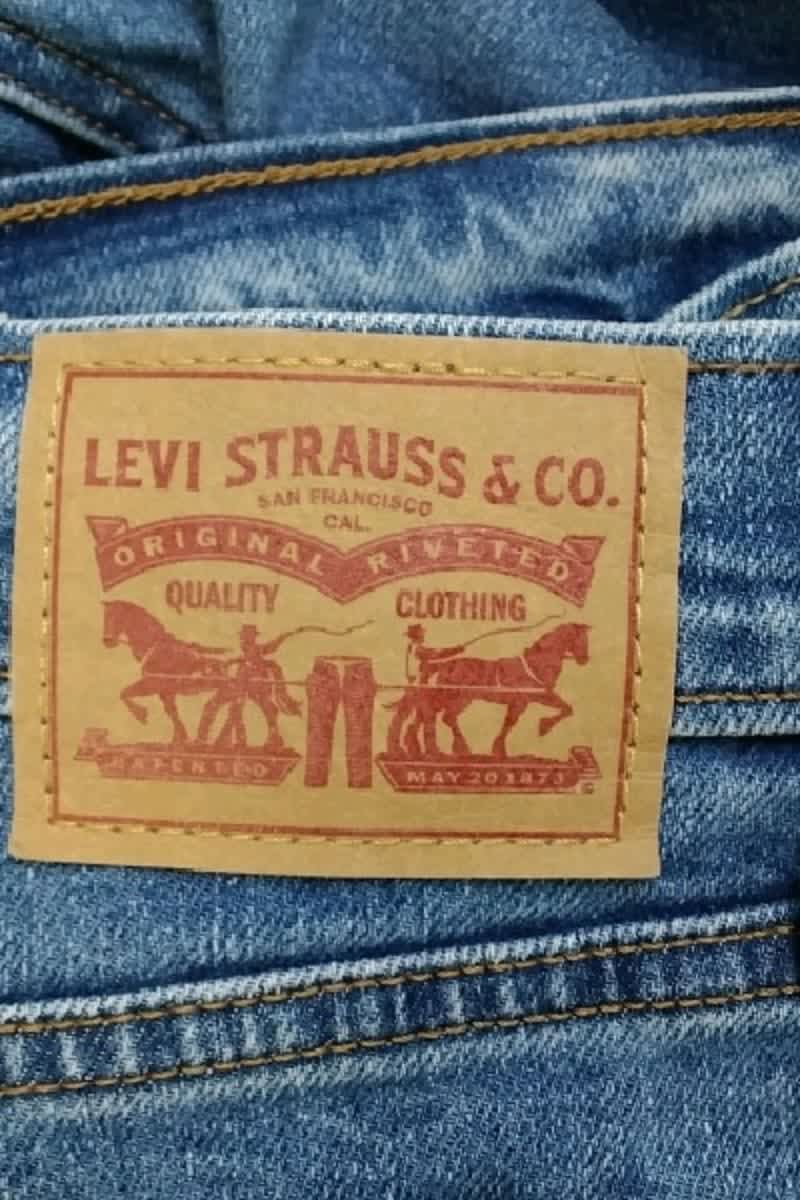 LEVI STRAUSS & CO.
SAN FRANCISCO
CAL.
ORIGINAL RIVETED
QUALITY CLOTHING
PATENTED MAY 20 1873